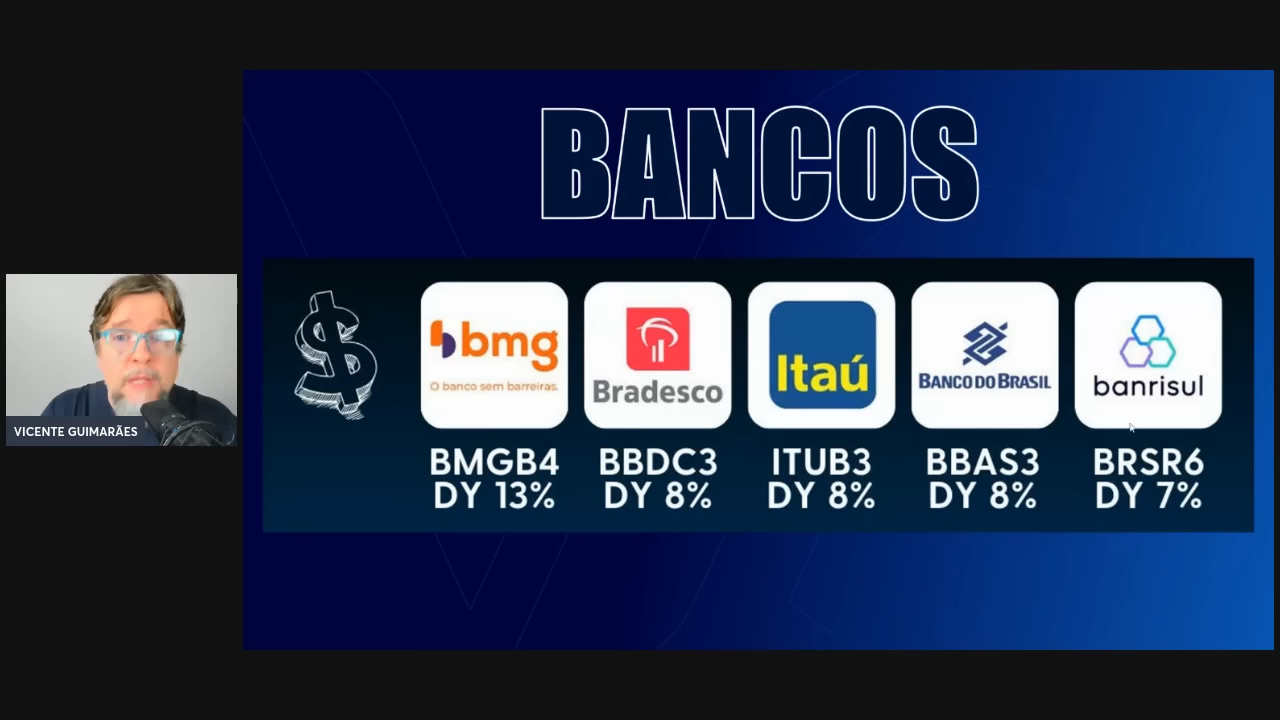 BANCOS
bmg
O banco sem barreiras.
Bradesco
Itaú
BANCO DO BRASIL
banrisul
BMGB4
DY 13%
BBDC3
DY 8%
ITUB3
DY 8%
BBAS3
DY 8%
BRSR6
DY 7%
VICENTE GUIMARÃES